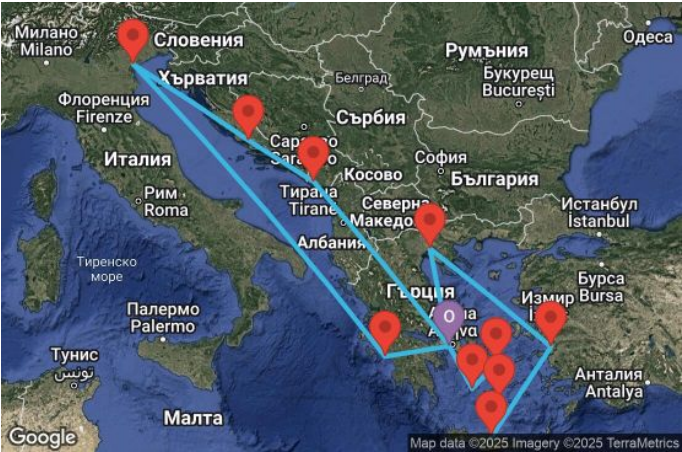 Милано
Milano
Словения
Хърватия
Румъния
Одеса
Букурещ
București
Белград
Флоренция
Firenze
Сърбия
Италия
Косово
София
България
Рим
Roma
Тирана
Tirane
Северна
Албания
Истанбул
İstanbul
Тиренско
море
Гърция
Измир
Бурса
Bursa
Палермо
Palermo
Тунис
تونس
Анталия
Antalya
Малта
O
Google
Map data ©2025 Imagery ©2025 TerraMetrics